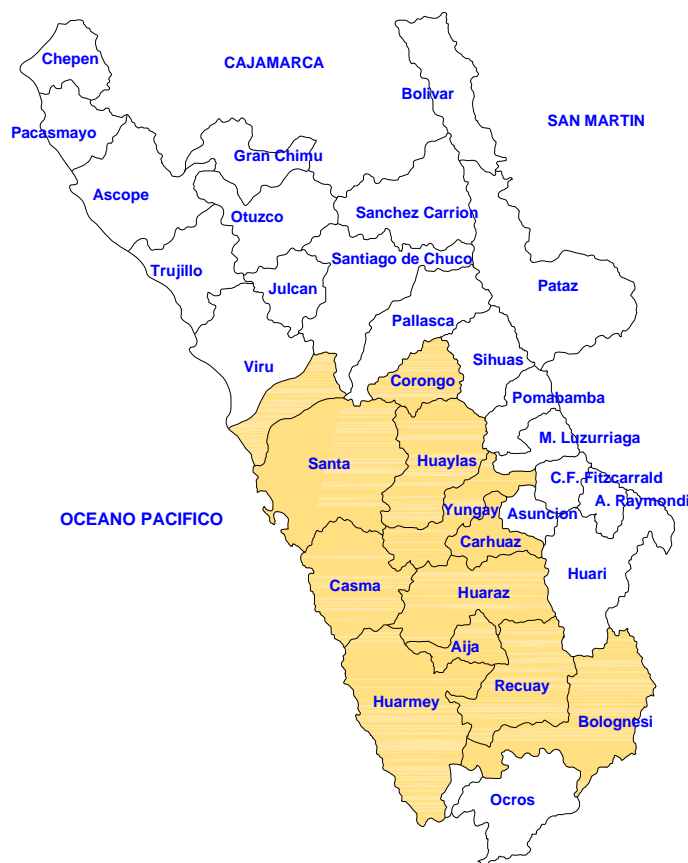 Chepen
CAJAMARCA
Bolivar
SAN MARTIN
Pacasmayo
Gran Chimu
Ascope
Otuzco
Sanchez Carrion
Trujillo
Santiago de Chuco
Julcan
Pataz
Pallasca
Viru
Sihuas
Corongo
Pomabamba
M. Luzurriaga
Santa
Huaylas
C.F. Fitzcarrald
A. Raymondi
Yungay
Asuncion
OCEANO PACIFICO
Carhuaz
Casma
Huaraz
Huari
Aija
Recuay
Huarmey
Bolognesi
Ocros